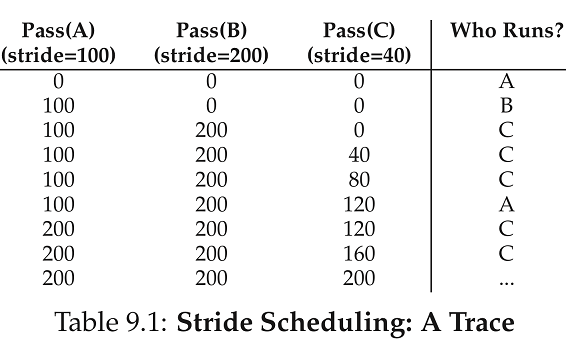 Pass(A) Pass(B) Pass(C) Who Runs?
(stride=100) (stride=200) (stride=40)
0 0 0 A
100 0 0 B
100 200 0 C
100 200 40 C
100 200 80 C
100 200 120 A
200 200 120 C
200 200 160 C
200 200 200 ...
Table 9.1: Stride Scheduling: A Trace